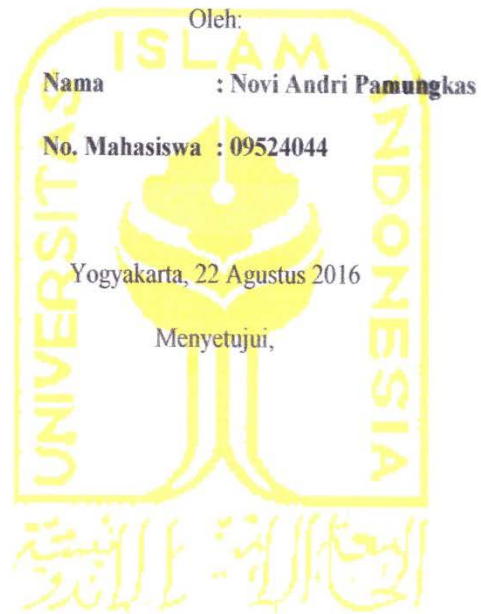 Oleh:
ISLAM
UNIVERSITAS
INDONESIA
Nama : Novi Andri Pamungkas
No. Mahasiswa : 09524044
Yogyakarta, 22 Agustus 2016
Menyetujui,